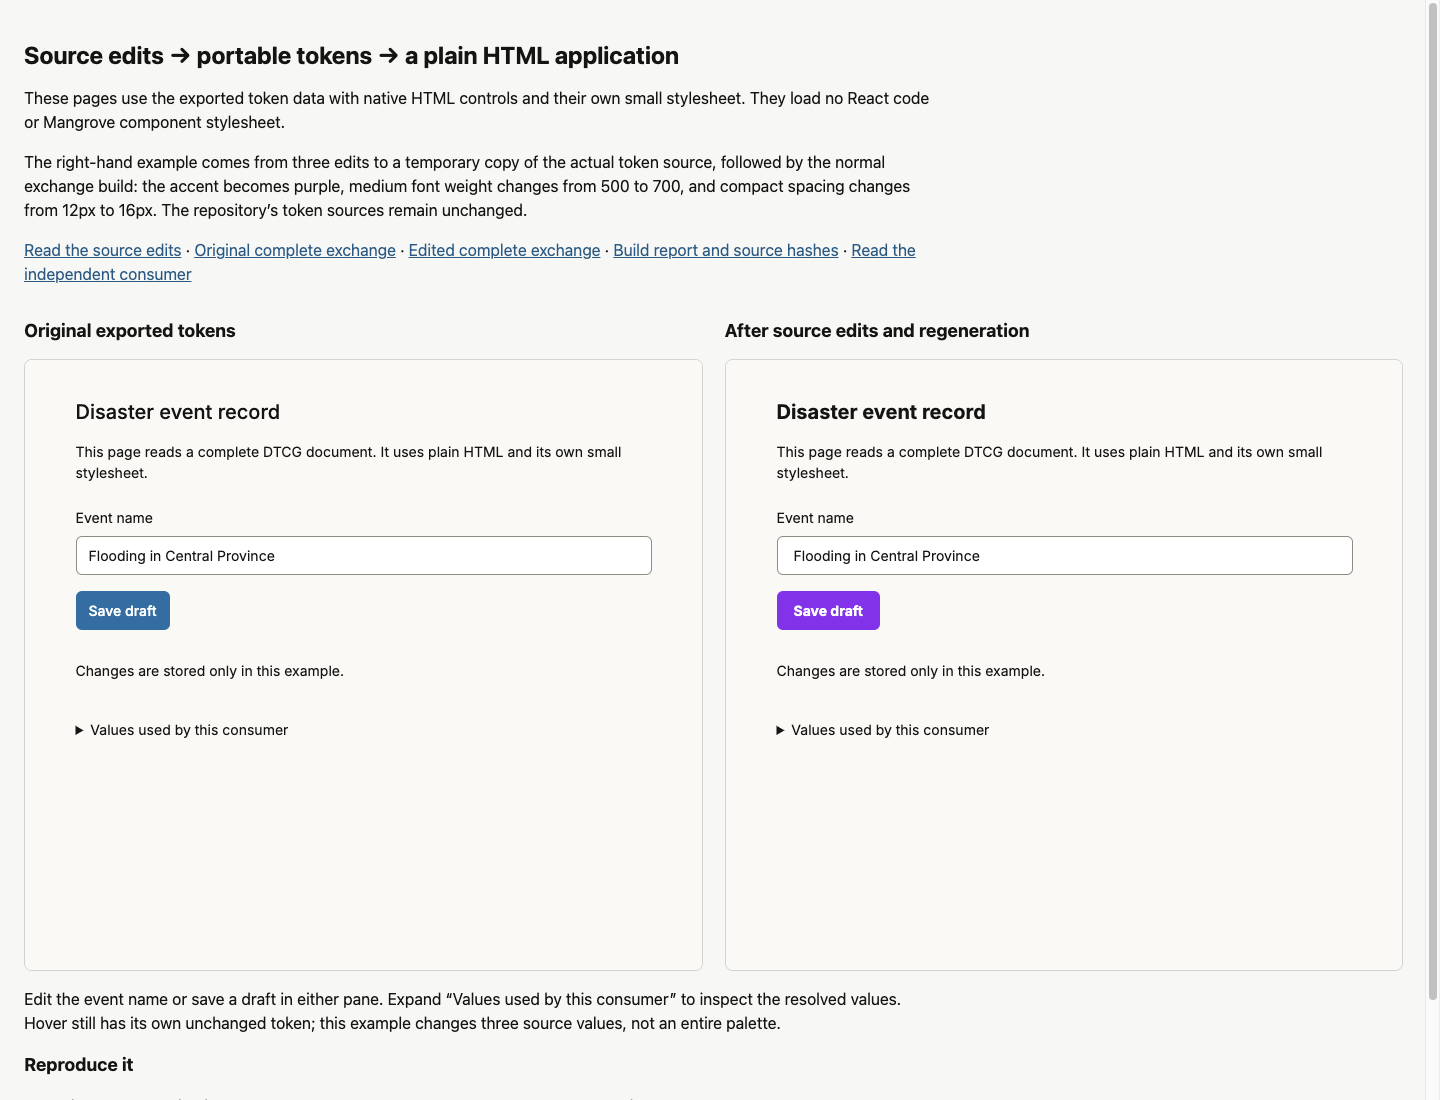 Source edits → portable tokens → a plain HTML application
These pages use the exported token data with native HTML controls and their own small stylesheet. They load no React code
or Mangrove component stylesheet.
The right-hand example comes from three edits to a temporary copy of the actual token source, followed by the normal
exchange build: the accent becomes purple, medium font weight changes from 500 to 700, and compact spacing changes
from 12px to 16px. The repository’s token sources remain unchanged.
Read the source edits · Original complete exchange · Edited complete exchange · Build report and source hashes · Read the
independent consumer
Original exported tokens
Disaster event record
This page reads a complete DTCG document. It uses plain HTML and its own small
stylesheet.
Event name
Flooding in Central Province
Save draft
Changes are stored only in this example.
▶ Values used by this consumer
After source edits and regeneration
Disaster event record
This page reads a complete DTCG document. It uses plain HTML and its own small
stylesheet.
Event name
Flooding in Central Province
Save draft
Changes are stored only in this example.
▶ Values used by this consumer
Edit the event name or save a draft in either pane. Expand “Values used by this consumer” to inspect the resolved values.
Hover still has its own unchanged token; this example changes three source values, not an entire palette.
Reproduce it